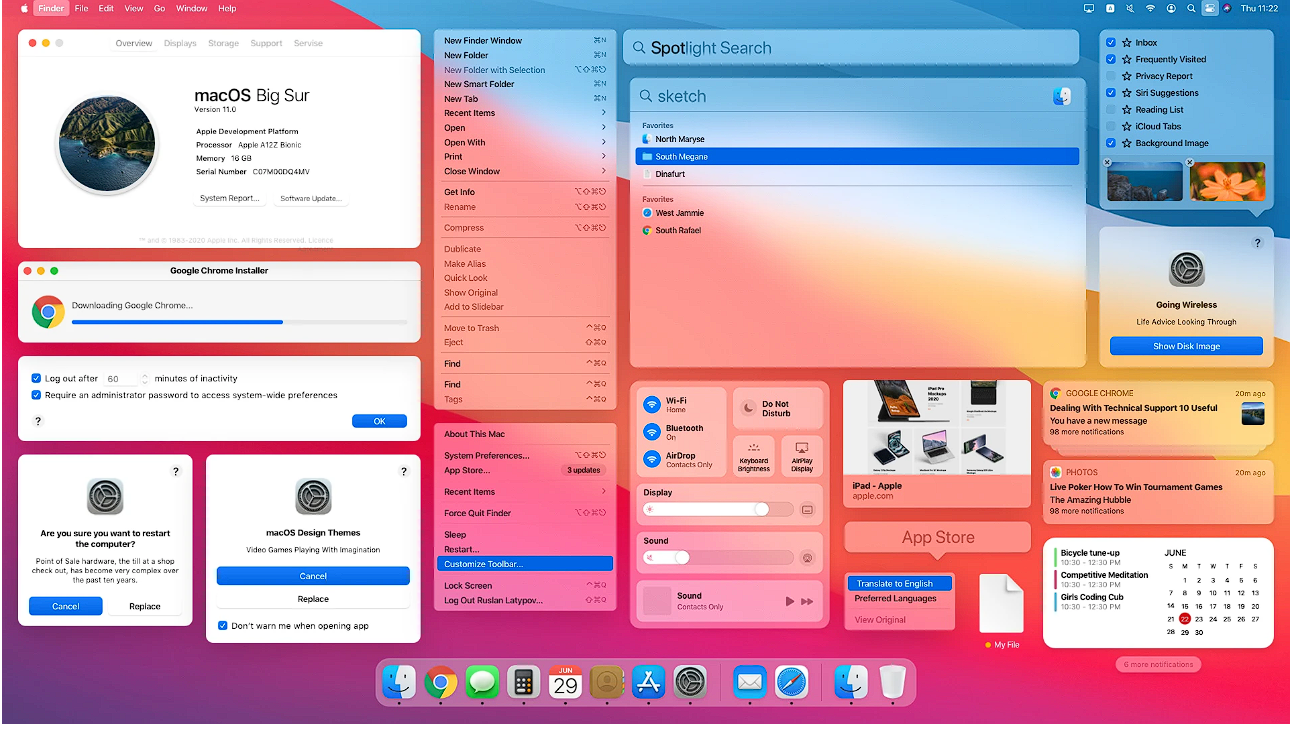 Finder File Edit View Go Window Help
A
Thu 11:22
Overview Displays Storage Support Servise
macOS Big Sur
Version 11.0
Apple Development Platform
Processor Apple A12Z Bionic
Memory 16 GB
Serial Number C07M00DQ4MV
System Report... Software Update...
™ and © 1983-2020 Apple Inc. All Rights Reserved. Licence
Google Chrome Installer
Downloading Google Chrome...
Log out after 60 minutes of inactivity
Require an administrator password to access system-wide preferences
? OK
?
Are you sure you want to restart
the computer?
Point of Sale hardware, the till at a shop
check out, has become very complex over
the past ten years.
Cancel Replace
?
macOS Design Themes
Video Games Playing With Imagination
Cancel
Replace
Don't warn me when opening app
New Finder Window ⌘N
New Folder ⌘N
New Folder with Selection
New Smart Folder ⌘N
New Tab ⌘N
Recent Items >
Open >
Open With >
Print >
Close Window >
Get Info
Rename
Compress
Dublicate
Make Alias
Quick Look
Show Original
Add to Slidebar
Move to Trash
Eject
Find
Find
Tags
About This Mac
System Preferences...
App Store... 3 updates
Recent Items >
Force Quit Finder
Sleep
Restart...
Customize Toolbar...
Lock Screen
Log Out Ruslan Latypov...
Spotlight Search
sketch
Favorites
North Maryse
South Megane
Dinafurt
Favorites
West Jammie
South Rafael
Inbox
Frequently Visited
Privacy Report
Siri Suggestions
Reading List
iCloud Tabs
Background Image
?
Going Wireless
Life Advice Looking Through
Show Disk Image
Wi-Fi
Home
Bluetooth
On
AirDrop
Contacts Only
Do Not
Disturb
Keyboard
Brightness
AirPlay
Display
Display
Sound
Sound
Contacts Only
iPad Pro
Mockups
2020
iPad - Apple
apple.com
App Store
Translate to English
Preferred Languages
View Original
My File
GOOGLE CHROME 20m ago
Dealing With Technical Support 10 Useful
You have a new message
98 more notifications
PHOTOS 20m ago
Live Poker How To Win Tournament Games
The Amazing Hubble
98 more notifications
Bicycle tune-up
10:30 - 12:30 PM
Competitive Meditation
10:30 - 12:30 PM
Girls Coding Cub
10:30 - 12:30 PM
JUNE
S M T W T F S
1 2 3 4 5 6
7 8 9 10 11 12 13
14 15 16 17 18 19 20
21 22 23 24 25 26 27
28 29 30
6 more notifications
JUN
29